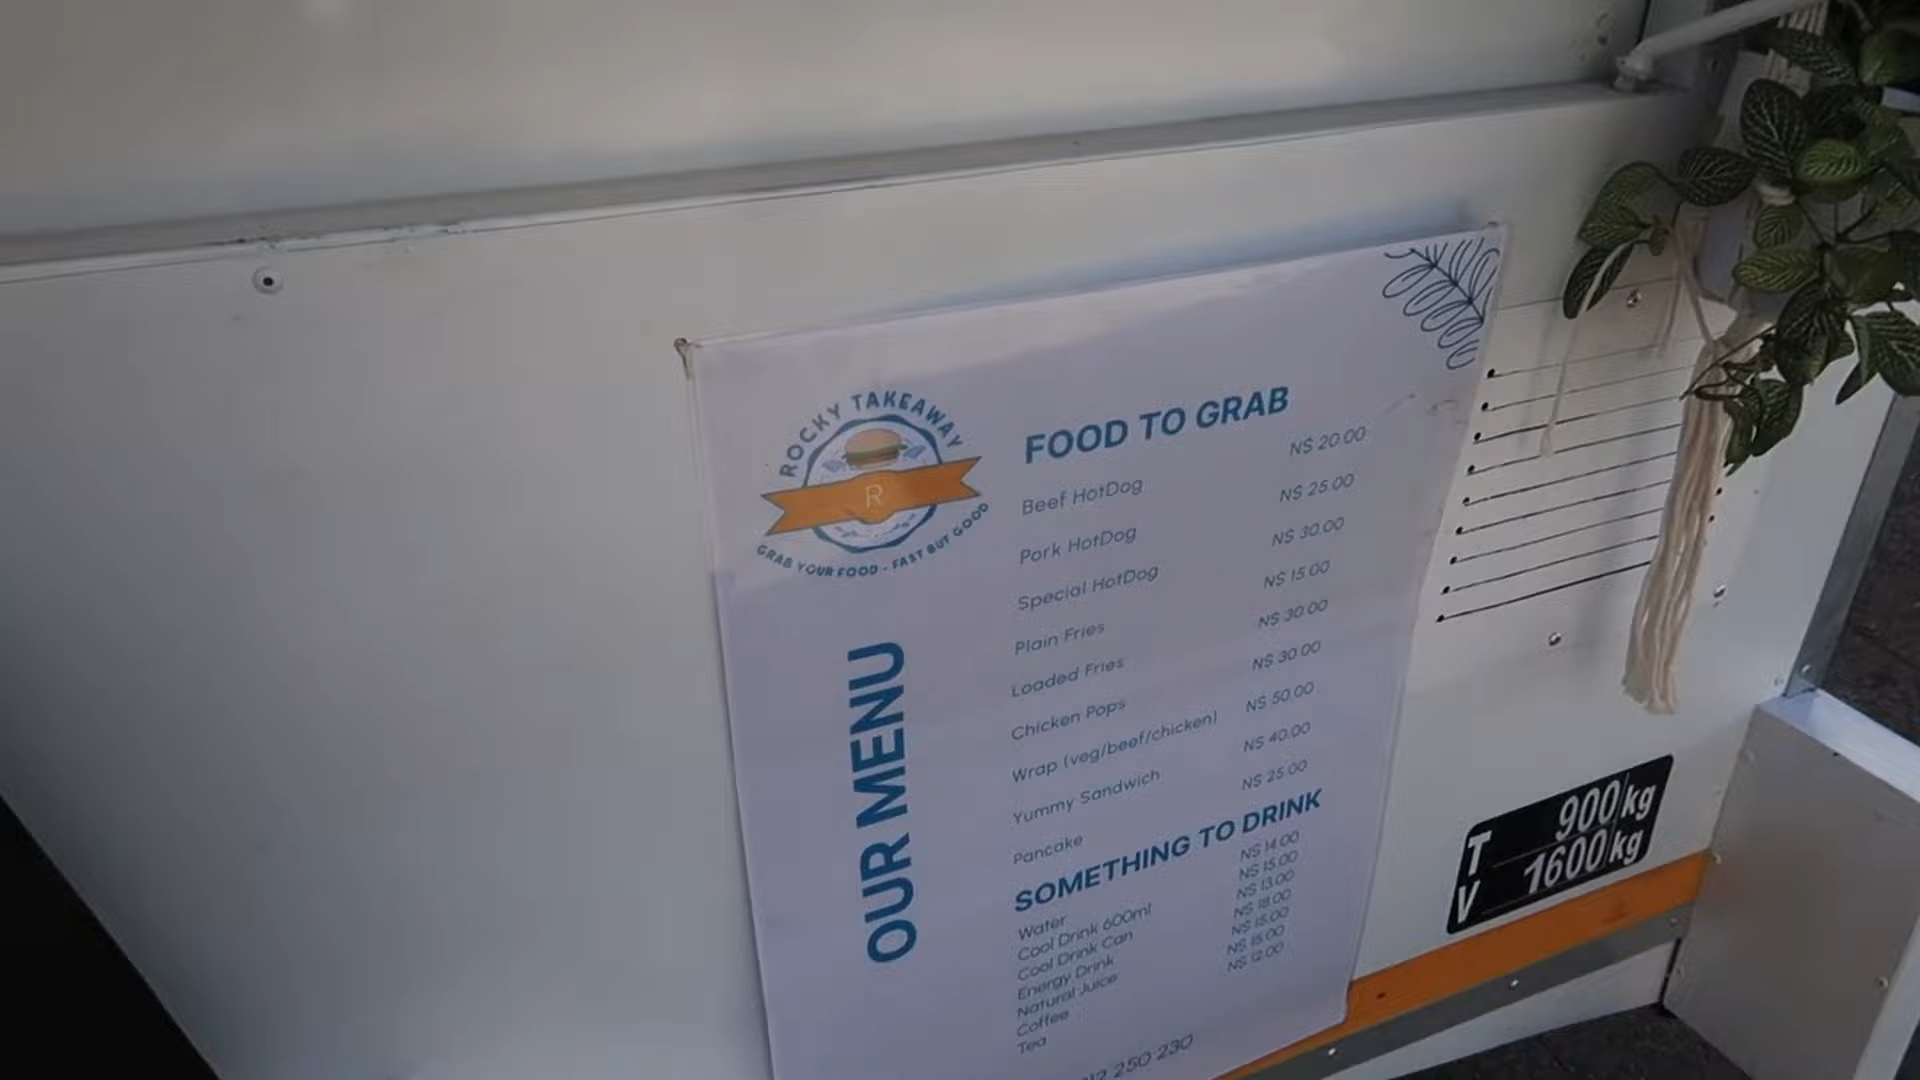 ROCKY TAKEAWAY
R
GRAB YOUR FOOD - FAST BUT GOOD
OUR MENU
FOOD TO GRAB
Beef HotDog N$ 20.00
Pork HotDog N$ 25.00
Special HotDog N$ 30.00
Plain Fries N$ 15.00
Loaded Fries N$ 30.00
Chicken Pops N$ 30.00
Wrap (veg/beef/chicken) N$ 50.00
Yummy Sandwich N$ 40.00
Pancake N$ 25.00
SOMETHING TO DRINK
Water N$ 14.00
Cool Drink 600ml N$ 15.00
Cool Drink Can N$ 13.00
Energy Drink N$ 18.00
Natural Juice N$ 15.00
Coffee N$ 15.00
Tea N$ 12.00
250 230
T 900 kg
V 1600 kg